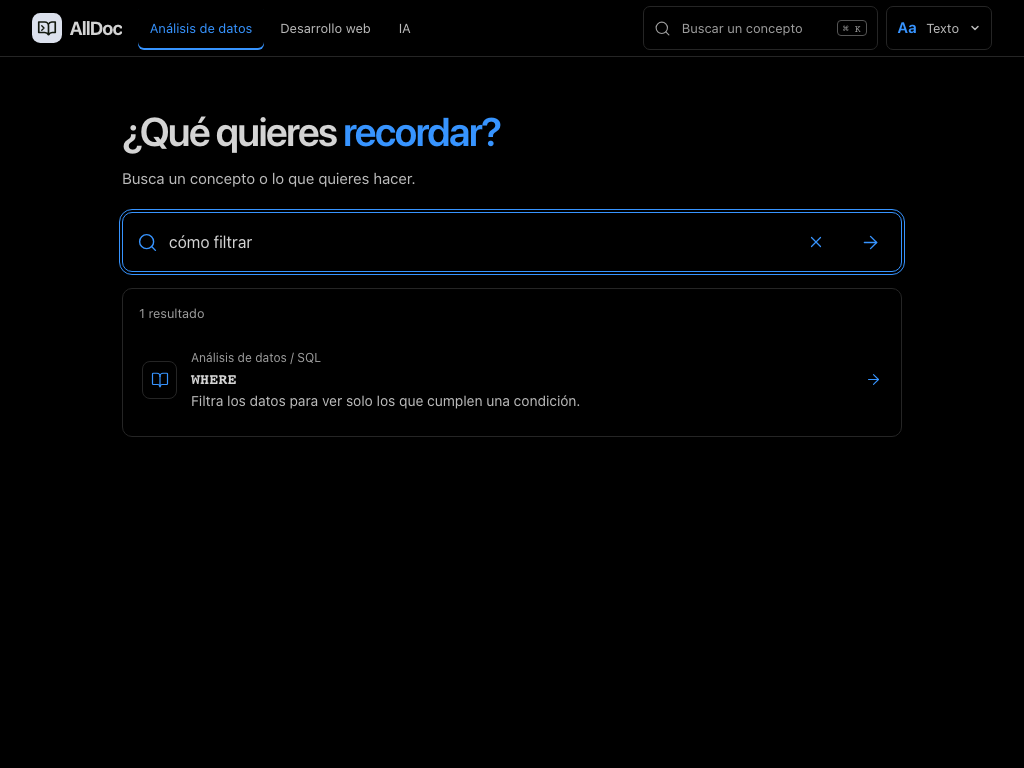 AllDoc
Análisis de datos
Desarrollo web
IA
Buscar un concepto
⌘ K
Aa Texto
¿Qué quieres recordar?
Busca un concepto o lo que quieres hacer.
cómo filtrar
1 resultado
Análisis de datos / SQL
WHERE
Filtra los datos para ver solo los que cumplen una condición.